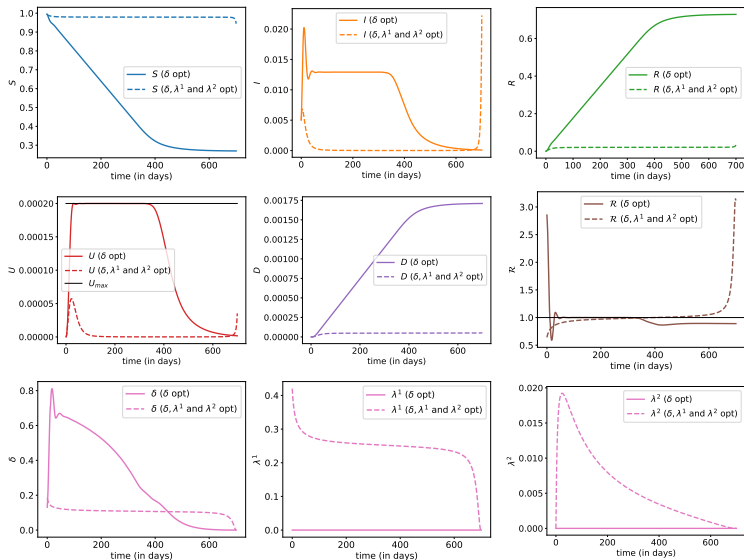 1.0
0.9
0.8
0.7
0.6
0.5
0.4
0.3
S
S (δ opt)
S (δ, λ¹ and λ² opt)
0 200 400 600
time (in days)
0.020
0.015
0.010
0.005
0.000
I
I (δ opt)
I (δ, λ¹ and λ² opt)
0 200 400 600
time (in days)
0.6
0.4
0.2
0.0
R
R (δ opt)
R (δ, λ¹ and λ² opt)
0 100 200 300 400 500 600 700
time (in days)
0.00020
0.00015
0.00010
0.00005
0.00000
U
U (δ opt)
U (δ, λ¹ and λ² opt)
Uₘₐₓ
0 200 400 600
time (in days)
0.00175
0.00150
0.00125
0.00100
0.00075
0.00050
0.00025
0.00000
D
D (δ opt)
D (δ, λ¹ and λ² opt)
0 200 400 600
time (in days)
3.0
2.5
2.0
1.5
1.0
0.5
ℛ
ℛ (δ opt)
ℛ (δ, λ¹ and λ² opt)
0 200 400 600
time (in days)
0.8
0.6
0.4
0.2
0.0
δ
δ (δ opt)
δ (δ, λ¹ and λ² opt)
0 200 400 600
time (in days)
0.4
0.3
0.2
0.1
0.0
λ¹
λ¹ (δ opt)
λ¹ (δ, λ¹ and λ² opt)
0 200 400 600
time (in days)
0.020
0.015
0.010
0.005
0.000
λ²
λ² (δ opt)
λ² (δ, λ¹ and λ² opt)
0 200 400 600
time (in days)